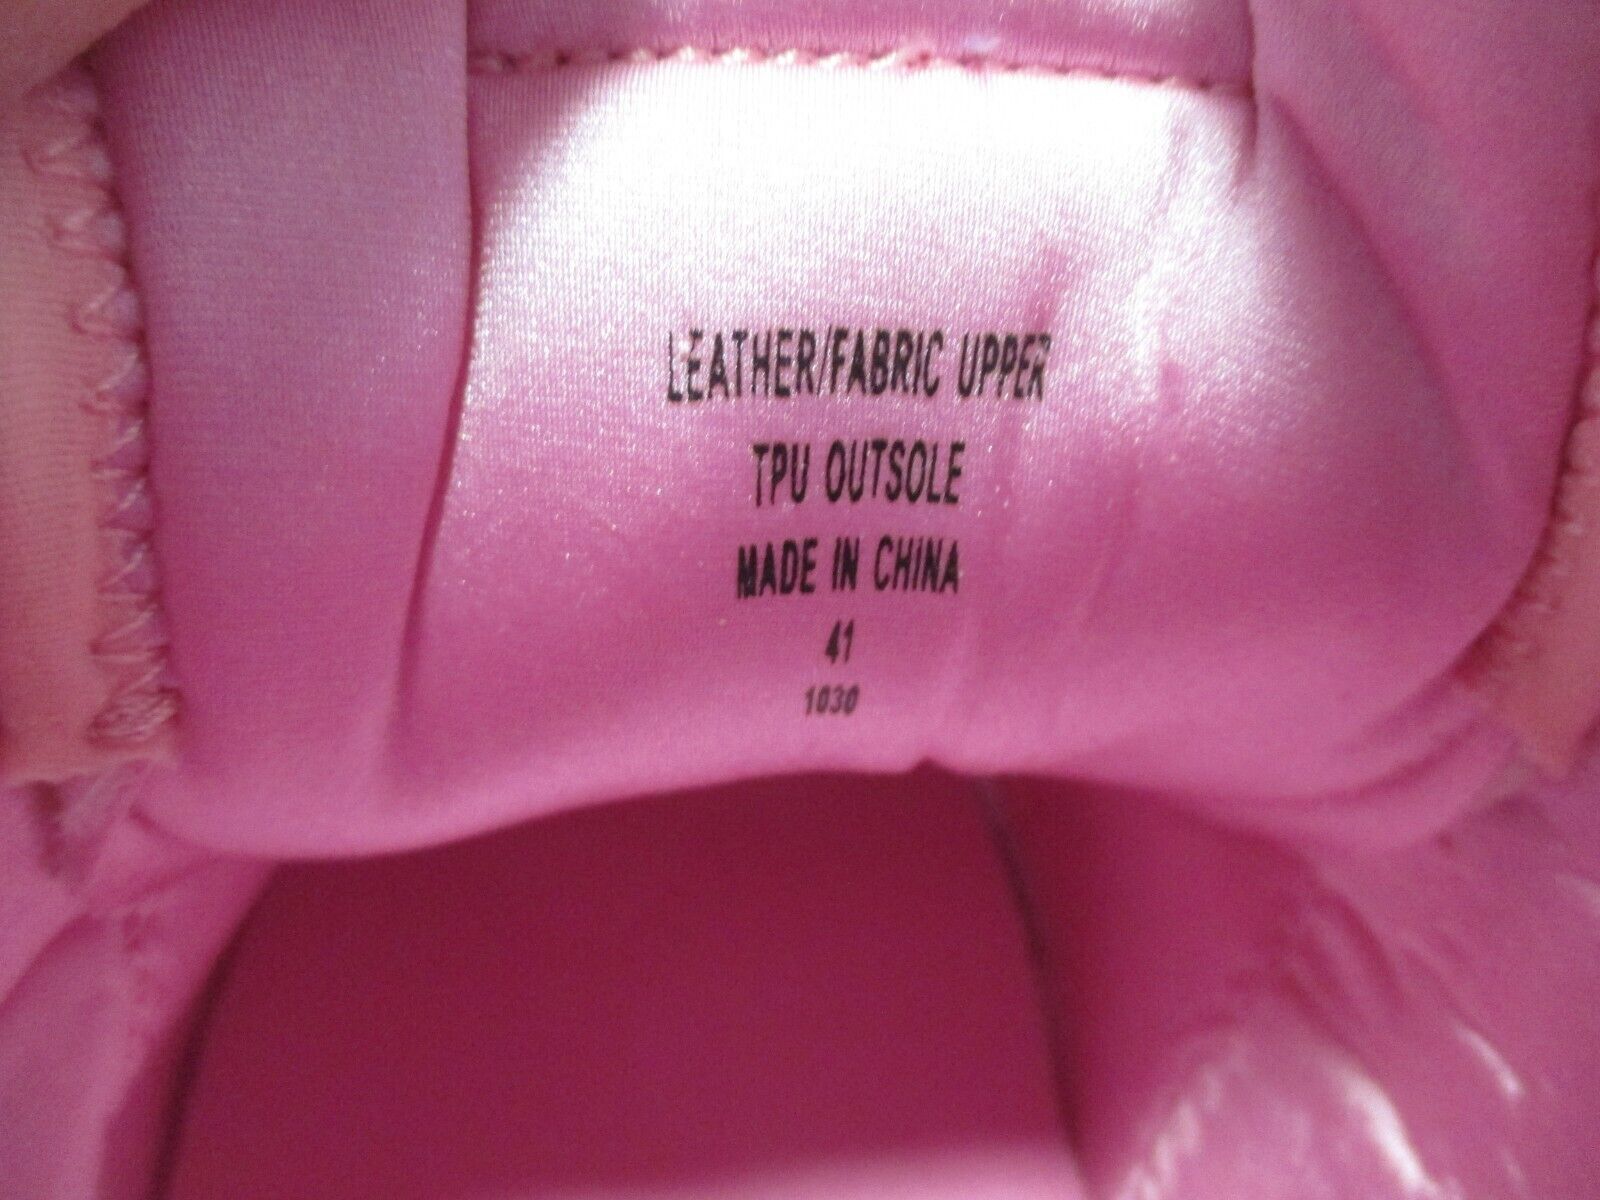 LEATHER/FABRIC UPPER
TPU OUTSOLE
MADE IN CHINA
41
1030